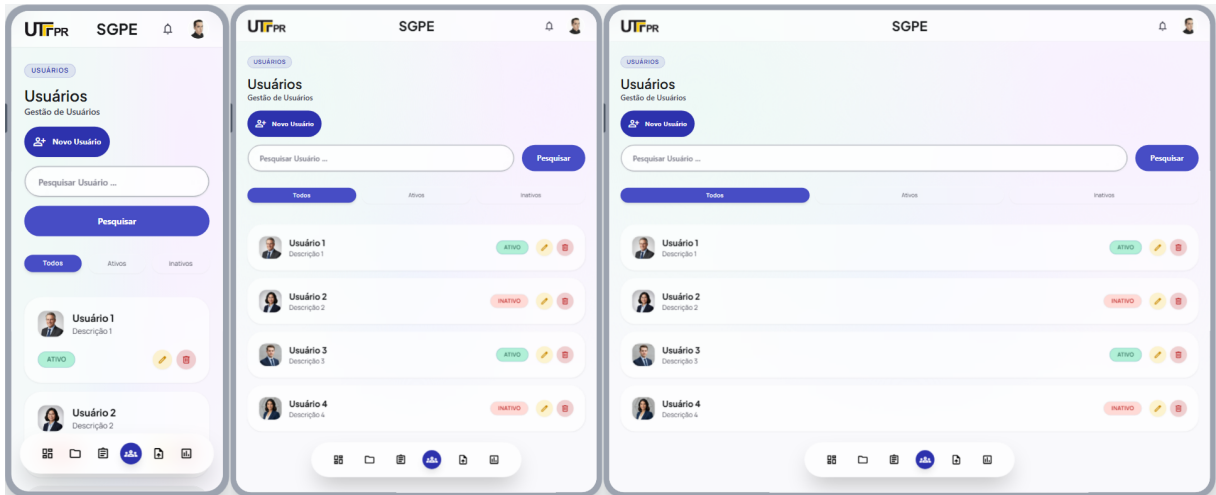 UTFPR SGPE
USUÁRIOS
Usuários
Gestão de Usuários
Novo Usuário
Pesquisar Usuário ...
Pesquisar
Todos Ativos Inativos
Usuário 1
Descrição 1
ATIVO
Usuário 2
Descrição 2
UTFPR SGPE
USUÁRIOS
Usuários
Gestão de Usuários
Novo Usuário
Pesquisar Usuário ... Pesquisar
Todos Ativos Inativos
Usuário 1
Descrição 1
ATIVO
Usuário 2
Descrição 2
INATIVO
Usuário 3
Descrição 3
ATIVO
Usuário 4
Descrição 4
INATIVO
UTFPR SGPE
USUÁRIOS
Usuários
Gestão de Usuários
Novo Usuário
Pesquisar Usuário ... Pesquisar
Todos Ativos Inativos
Usuário 1
Descrição 1
ATIVO
Usuário 2
Descrição 2
INATIVO
Usuário 3
Descrição 3
ATIVO
Usuário 4
Descrição 4
INATIVO